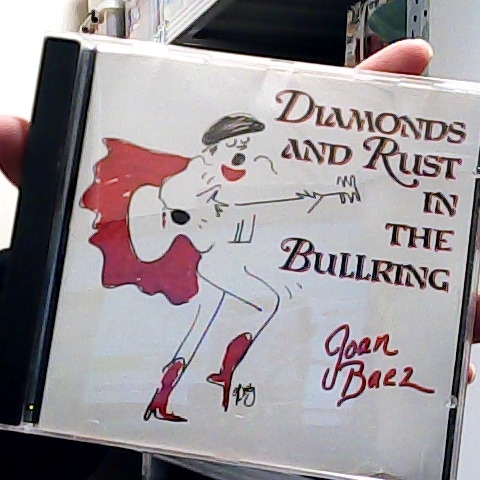 DIAMONDS
AND RUST
IN
THE
BULLRING
Joan
Baez